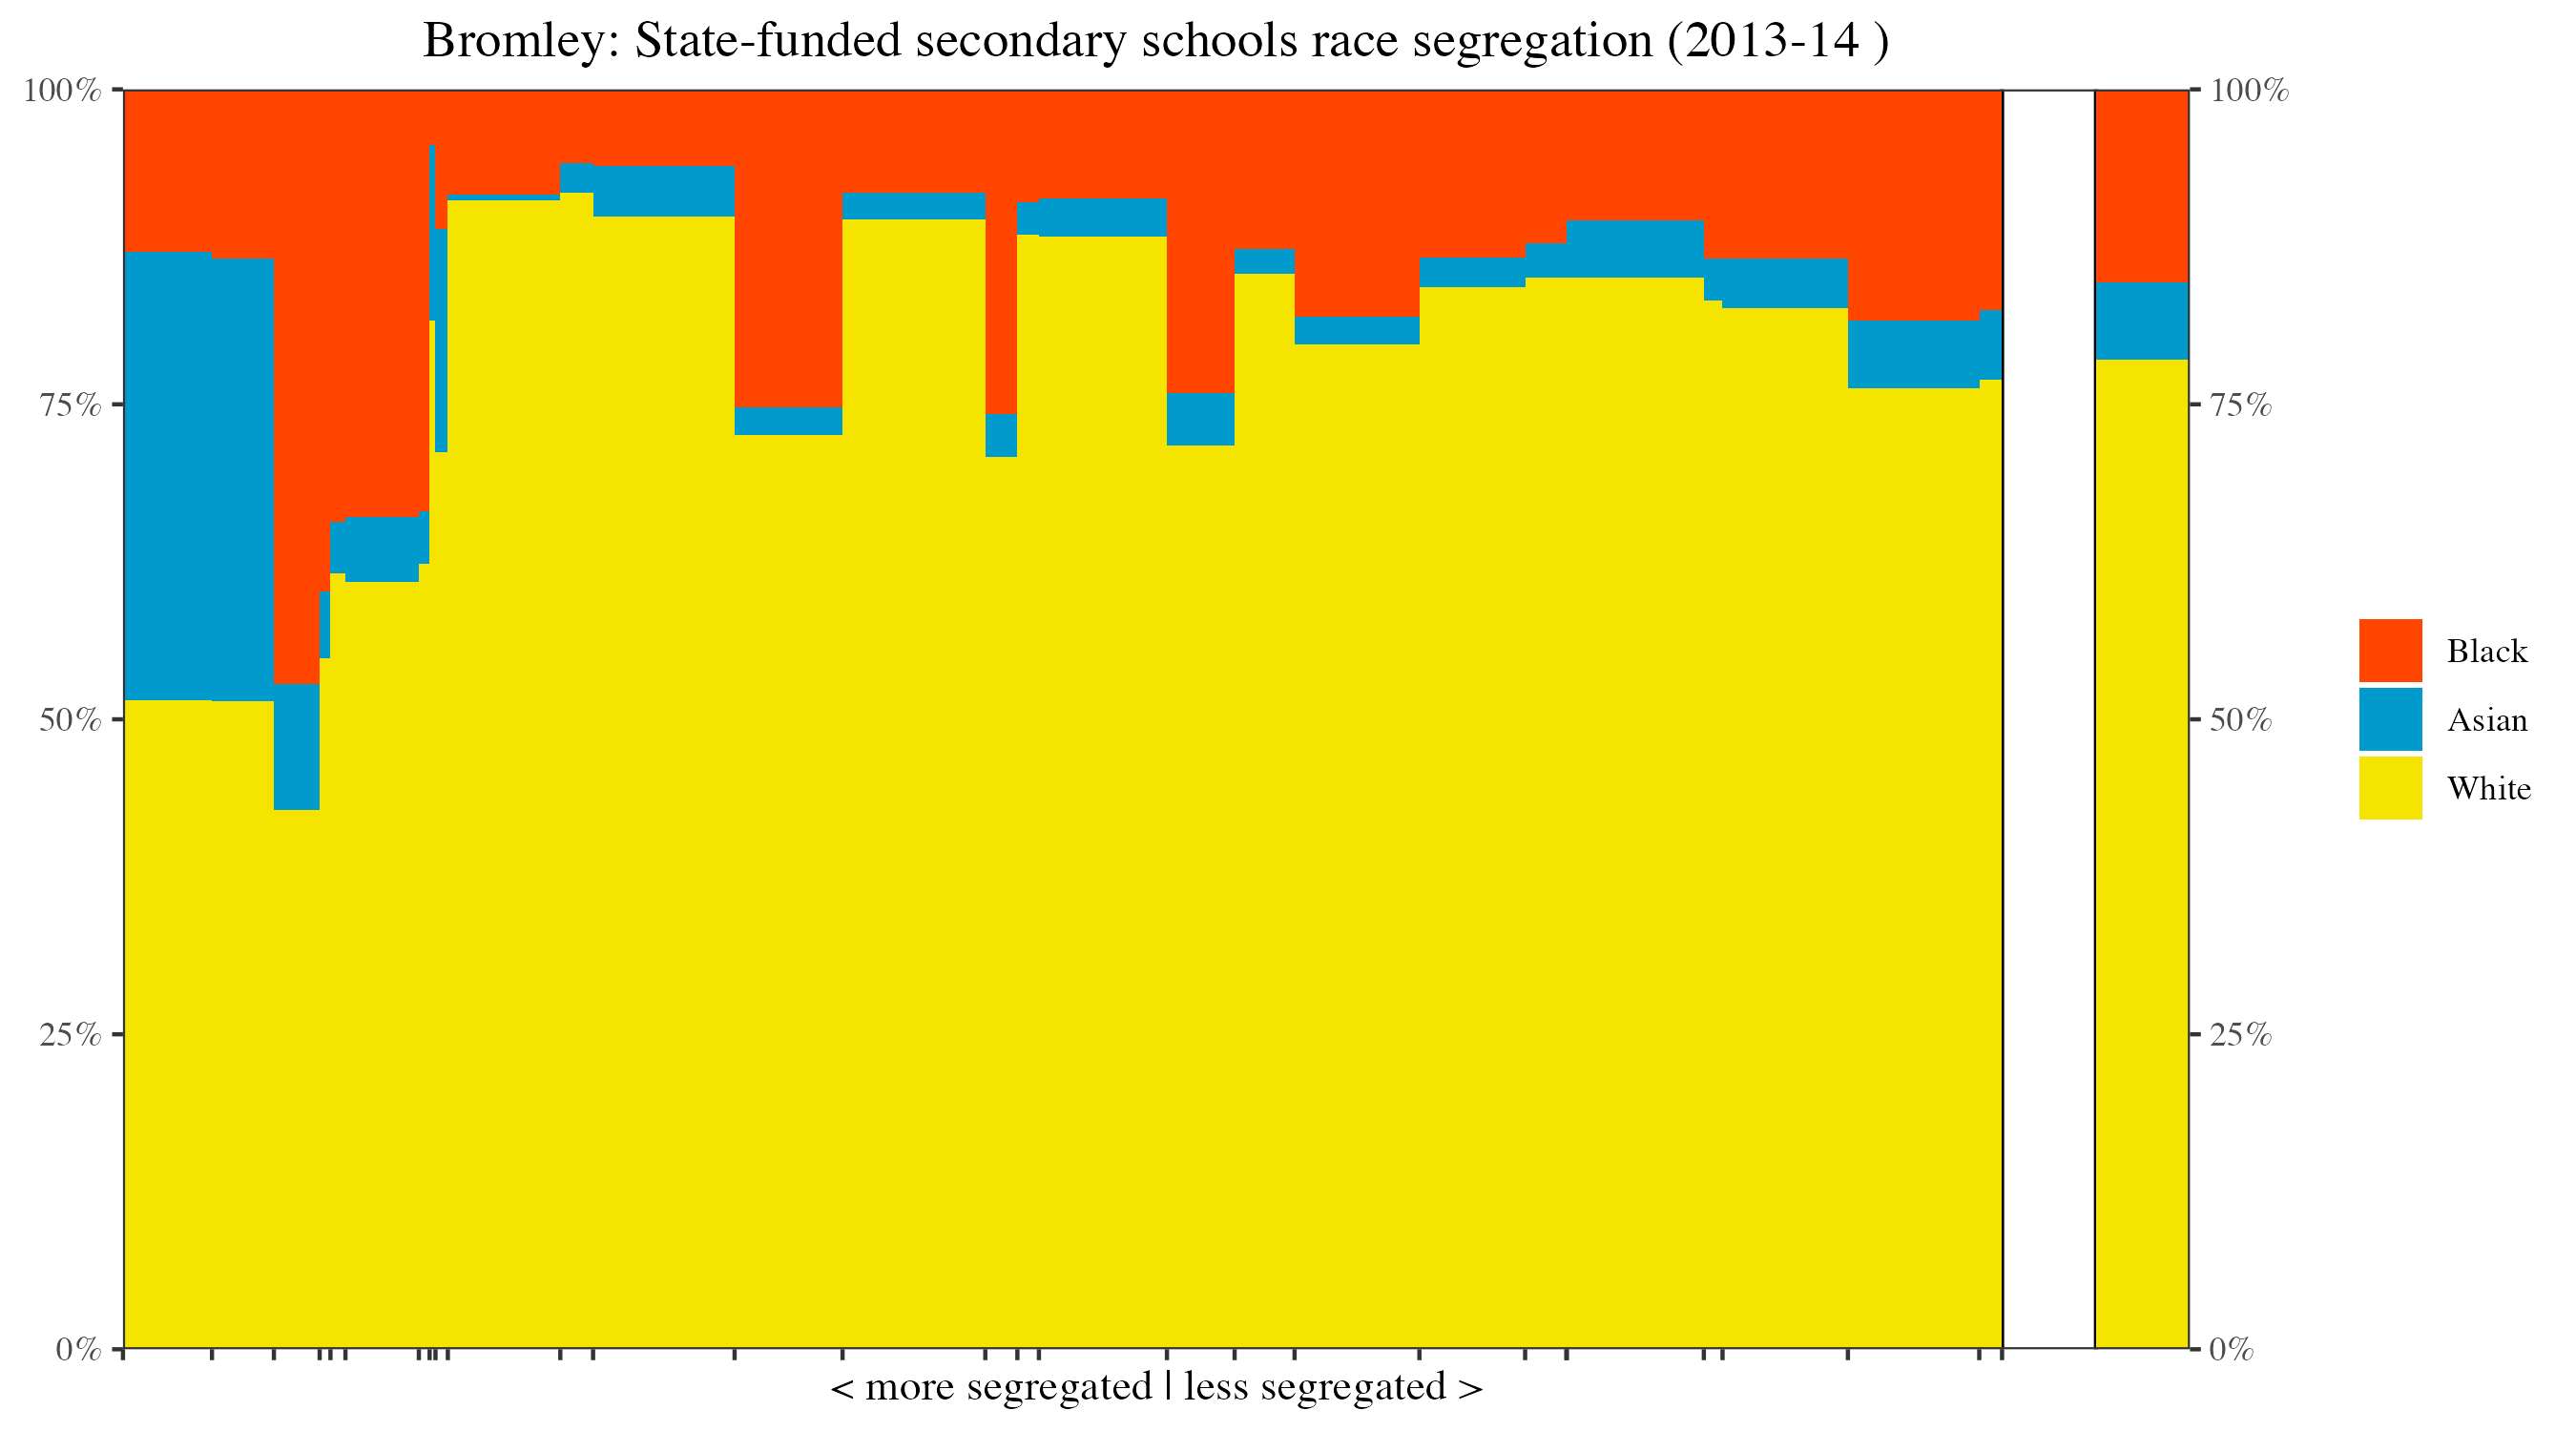 Bromley: State-funded secondary schools race segregation (2013-14 )
100%
75%
50%
25%
0%
100%
75%
50%
25%
0%
Black
Asian
White
< more segregated | less segregated >